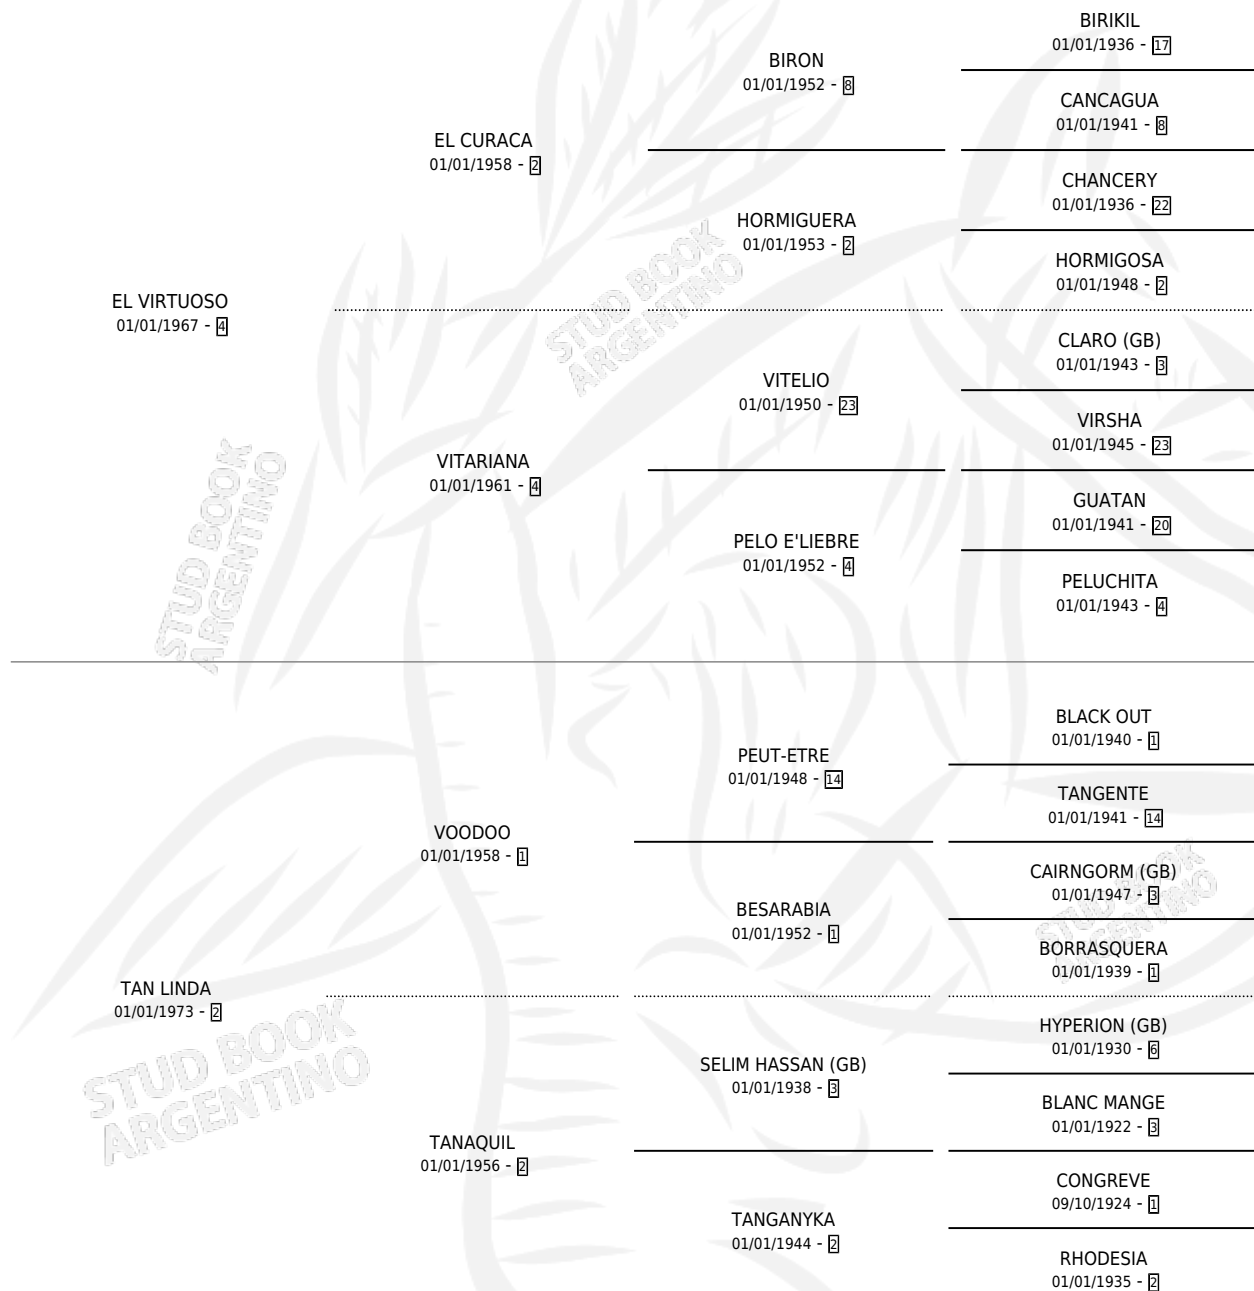 BIRIKIL
01/01/1936 - 17
BIRON
01/01/1952 - 8
CANCAGUA
01/01/1941 - 8
EL CURACA
01/01/1958 - 2
CHANCERY
01/01/1936 - 22
HORMIGUERA
01/01/1953 - 2
HORMIGOSA
01/01/1948 - 2
EL VIRTUOSO
01/01/1967 - 4
CLARO (GB)
01/01/1943 - 3
VITELIO
01/01/1950 - 23
VIRSHA
01/01/1945 - 23
VITARIANA
01/01/1961 - 4
GUATAN
01/01/1941 - 20
PELO E'LIEBRE
01/01/1952 - 4
PELUCHITA
01/01/1943 - 4
STUD BOOK
ARGENTINO
STUD BOOK
ARGENTINO
BLACK OUT
01/01/1940 - 1
PEUT-ETRE
01/01/1948 - 14
TANGENTE
01/01/1941 - 14
VOODOO
01/01/1958 - 1
CAIRNGORM (GB)
01/01/1947 - 3
BESARABIA
01/01/1952 - 1
BORRASQUERA
01/01/1939 - 1
TAN LINDA
01/01/1973 - 2
HYPERION (GB)
01/01/1930 - 6
SELIM HASSAN (GB)
01/01/1938 - 3
BLANC MANGE
01/01/1922 - 3
TANAQUIL
01/01/1956 - 2
CONGREVE
09/10/1924 - 1
TANGANYKA
01/01/1944 - 2
RHODESIA
01/01/1935 - 2
STUD BOOK
ARGENTINO
STUD BOOK
ARGENTINO